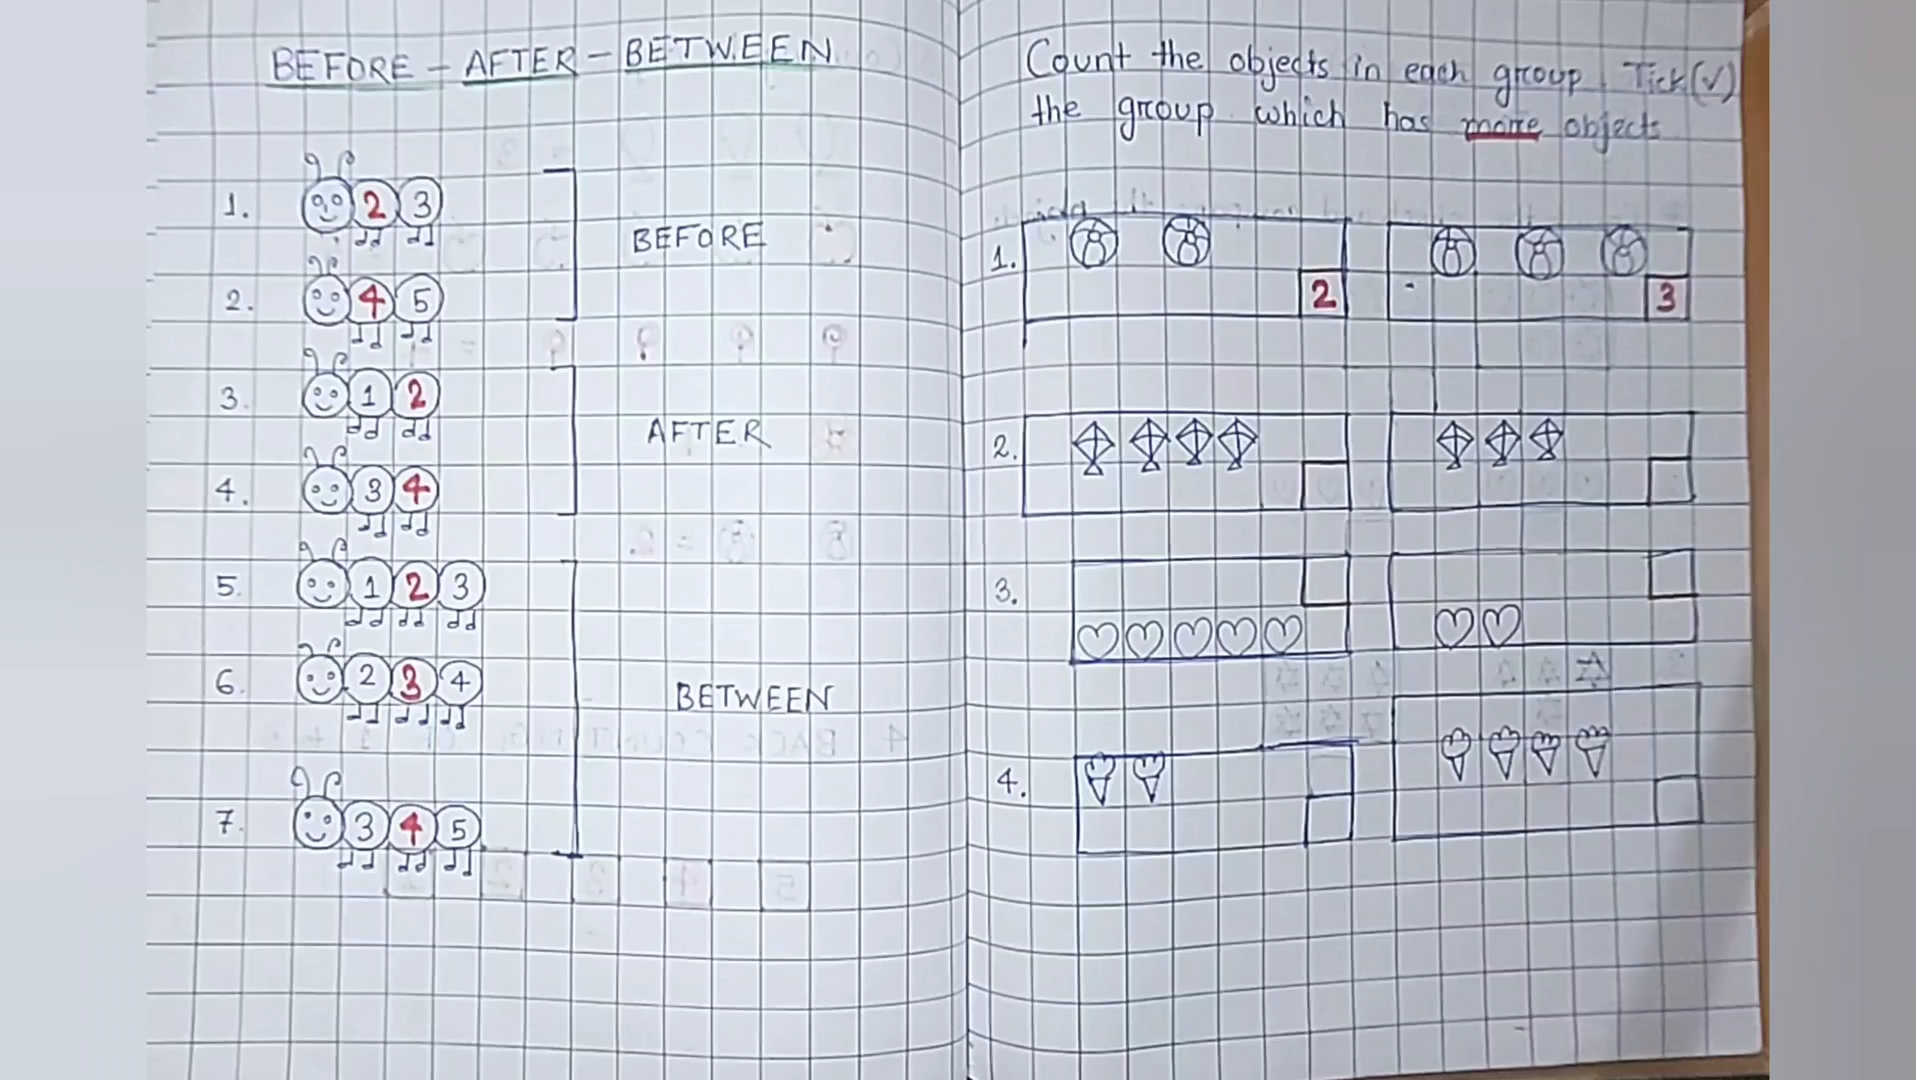 BEFORE - AFTER - BETWEEN
1. 2 3
BEFORE
2. 4 5
3. 1 2
AFTER
4. 3 4
5. 1 2 3
6. 2 3 4
BETWEEN
7. 3 4 5
Count the objects in each group. Tick(√)
the group which has more objects
1. 2 3
2.
3.
4.